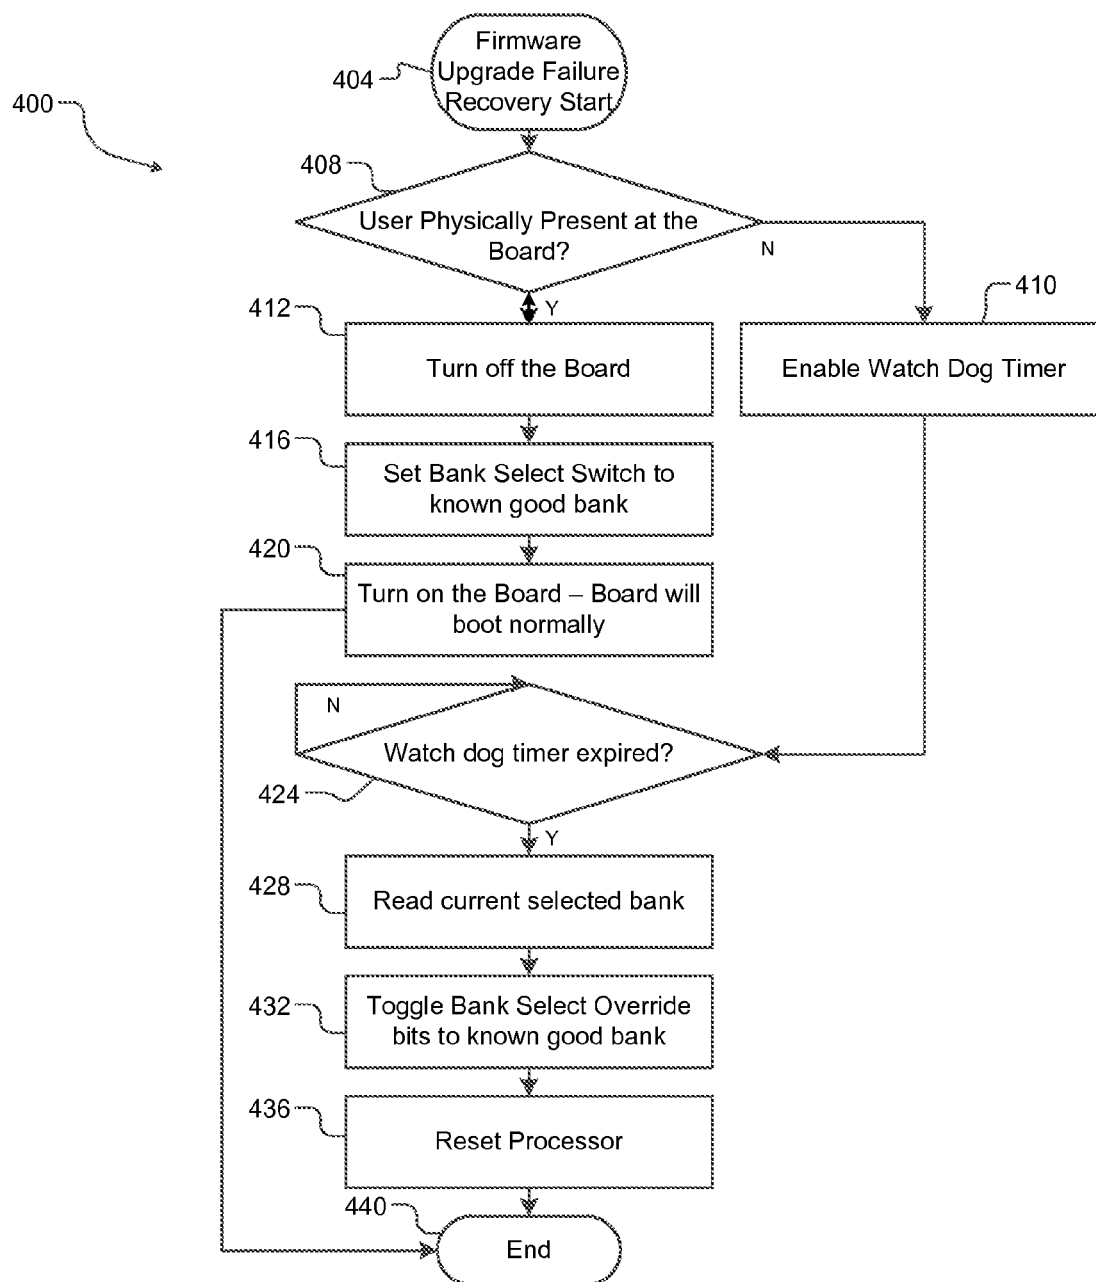 400
404
Firmware
Upgrade Failure
Recovery Start
408
User Physically Present at the
Board?
N
Y
410
Enable Watch Dog Timer
412
Turn off the Board
416
Set Bank Select Switch to
known good bank
420
Turn on the Board – Board will
boot normally
N
Watch dog timer expired?
424
Y
428
Read current selected bank
432
Toggle Bank Select Override
bits to known good bank
436
Reset Processor
440
End